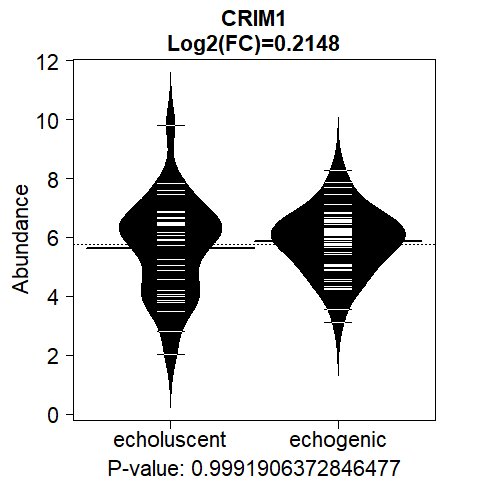 CRIM1
Log2(FC)=0.2148
Abundance
12
10
8
6
4
2
0
echoluscent echogenic
P-value: 0.9991906372846477